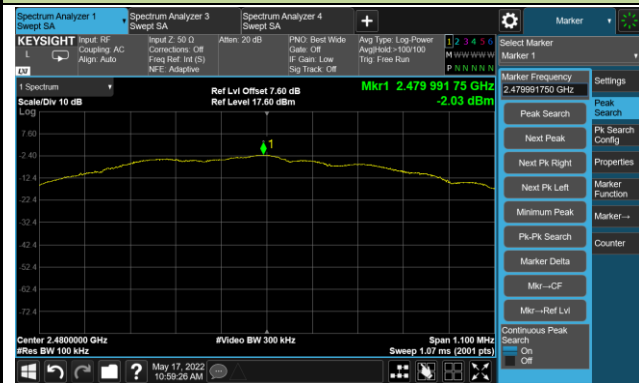 Spectrum Analyzer 1
Swept SA
Spectrum Analyzer 3
Swept SA
Spectrum Analyzer 4
Swept SA
Marker
KEYSIGHT
L
LXI
Input: RF
Coupling: AC
Align: Auto
Input Z: 50 Ω
Corrections: Off
Freq Ref: Int (S)
NFE: Adaptive
Atten: 20 dB
PNO: Best Wide
Gate: Off
IF Gain: Low
Sig Track: Off
Avg Type: Log-Power
Avg|Hold:>100/100
Trig: Free Run
1 2 3 4 5 6
M W W W W W
P N N N N N
Select Marker
Marker 1
1 Spectrum
Scale/Div 10 dB
Log
Ref Lvl Offset 7.60 dB
Ref Level 17.60 dBm
Mkr1 2.479 991 75 GHz
-2.03 dBm
7.60
-2.40
-12.4
-22.4
-32.4
-42.4
-52.4
-62.4
-72.4
1
Center 2.4800000 GHz
#Res BW 100 kHz
#Video BW 300 kHz
Span 1.100 MHz
Sweep 1.07 ms (2001 pts)
Marker Frequency
2.479991750 GHz
Peak Search
Next Peak
Next Pk Right
Next Pk Left
Minimum Peak
Pk-Pk Search
Marker Delta
Mkr→CF
Mkr→Ref Lvl
Continuous Peak
Search
On
Off
Settings
Peak
Search
Pk Search
Config
Properties
Marker
Function
Marker→
Counter
May 17, 2022
10:59:26 AM